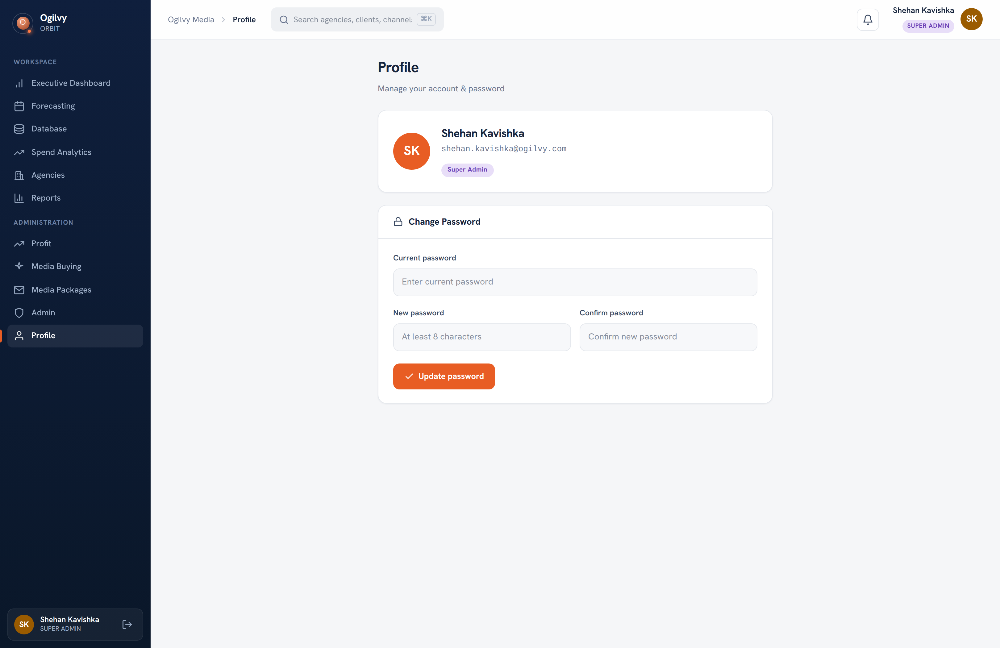 O
Ogilvy
ORBIT
WORKSPACE
Executive Dashboard
Forecasting
Database
Spend Analytics
Agencies
Reports
ADMINISTRATION
Profit
Media Buying
Media Packages
Admin
Profile
SK
Shehan Kavishka
SUPER ADMIN
Ogilvy Media
Profile
Search agencies, clients, channel
⌘K
Shehan Kavishka
SUPER ADMIN
SK
Profile
Manage your account & password
SK
Shehan Kavishka
shehan.kavishka@ogilvy.com
Super Admin
Change Password
Current password
Enter current password
New password
Confirm password
At least 8 characters
Confirm new password
Update password